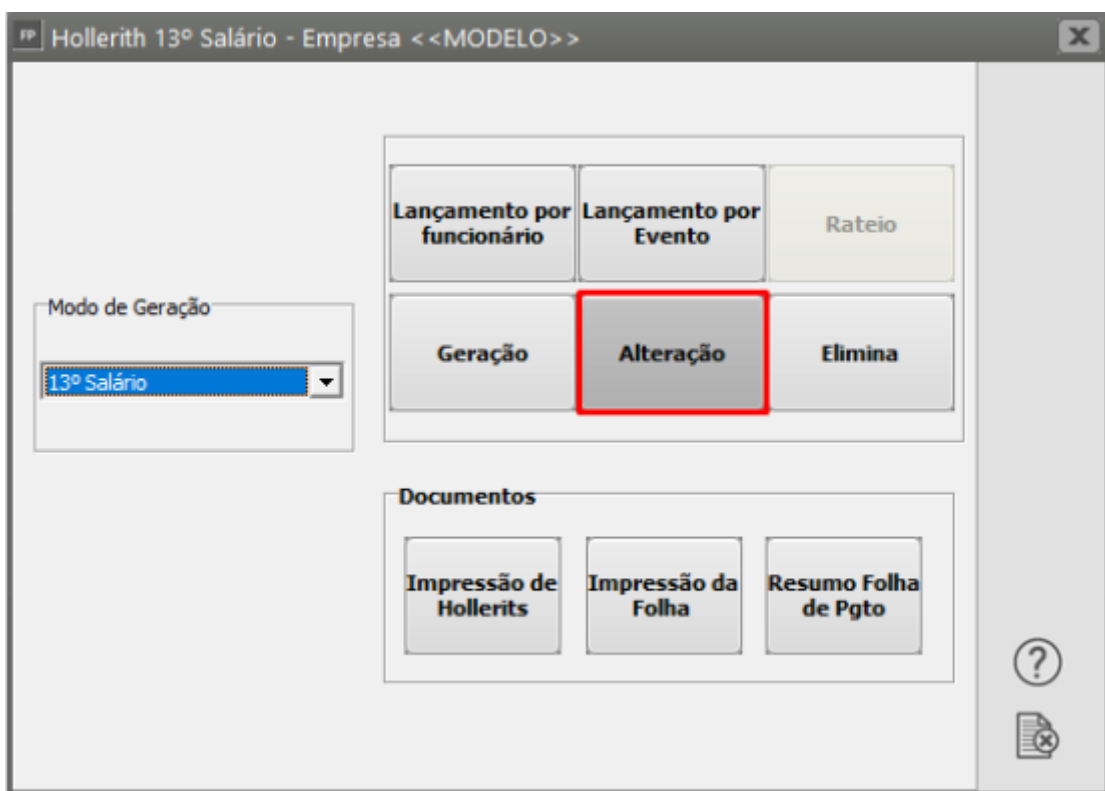 FP Hollerith 13º Salário - Empresa <<MODELO>>
Lançamento por
funcionário
Lançamento por
Evento
Rateio
Modo de Geração
13º Salário
Geração
Alteração
Elimina
Documentos
Impressão de
Hollerits
Impressão da
Folha
Resumo Folha
de Pgto
?